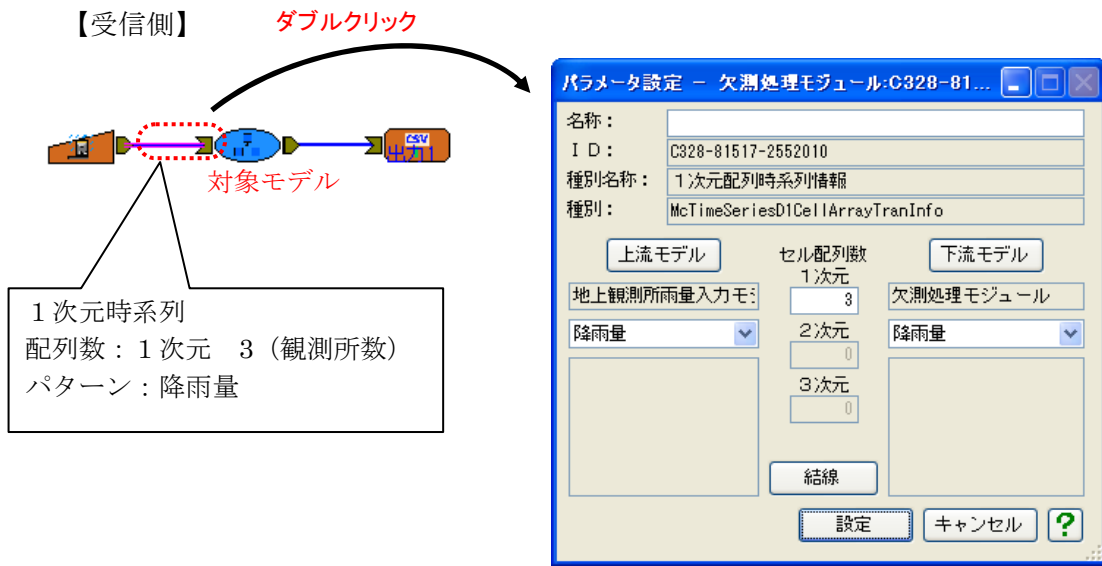 【受信側】
ダブルクリック
CSV
出力1
対象モデル
１次元時系列
配列数：１次元　３（観測所数）
パターン：降雨量
パラメータ設定 － 欠測処理モジュール:C328-81...
名称：
ＩＤ：
C328-81517-2552010
種別名称：
１次元配列時系列情報
種別：
McTimeSeriesD1CellArrayTranInfo
上流モデル
セル配列数
下流モデル
１次元
地上観測所雨量入力モ
3
欠測処理モジュール
降雨量
２次元
降雨量
0
３次元
0
結線
設定
キャンセル
?